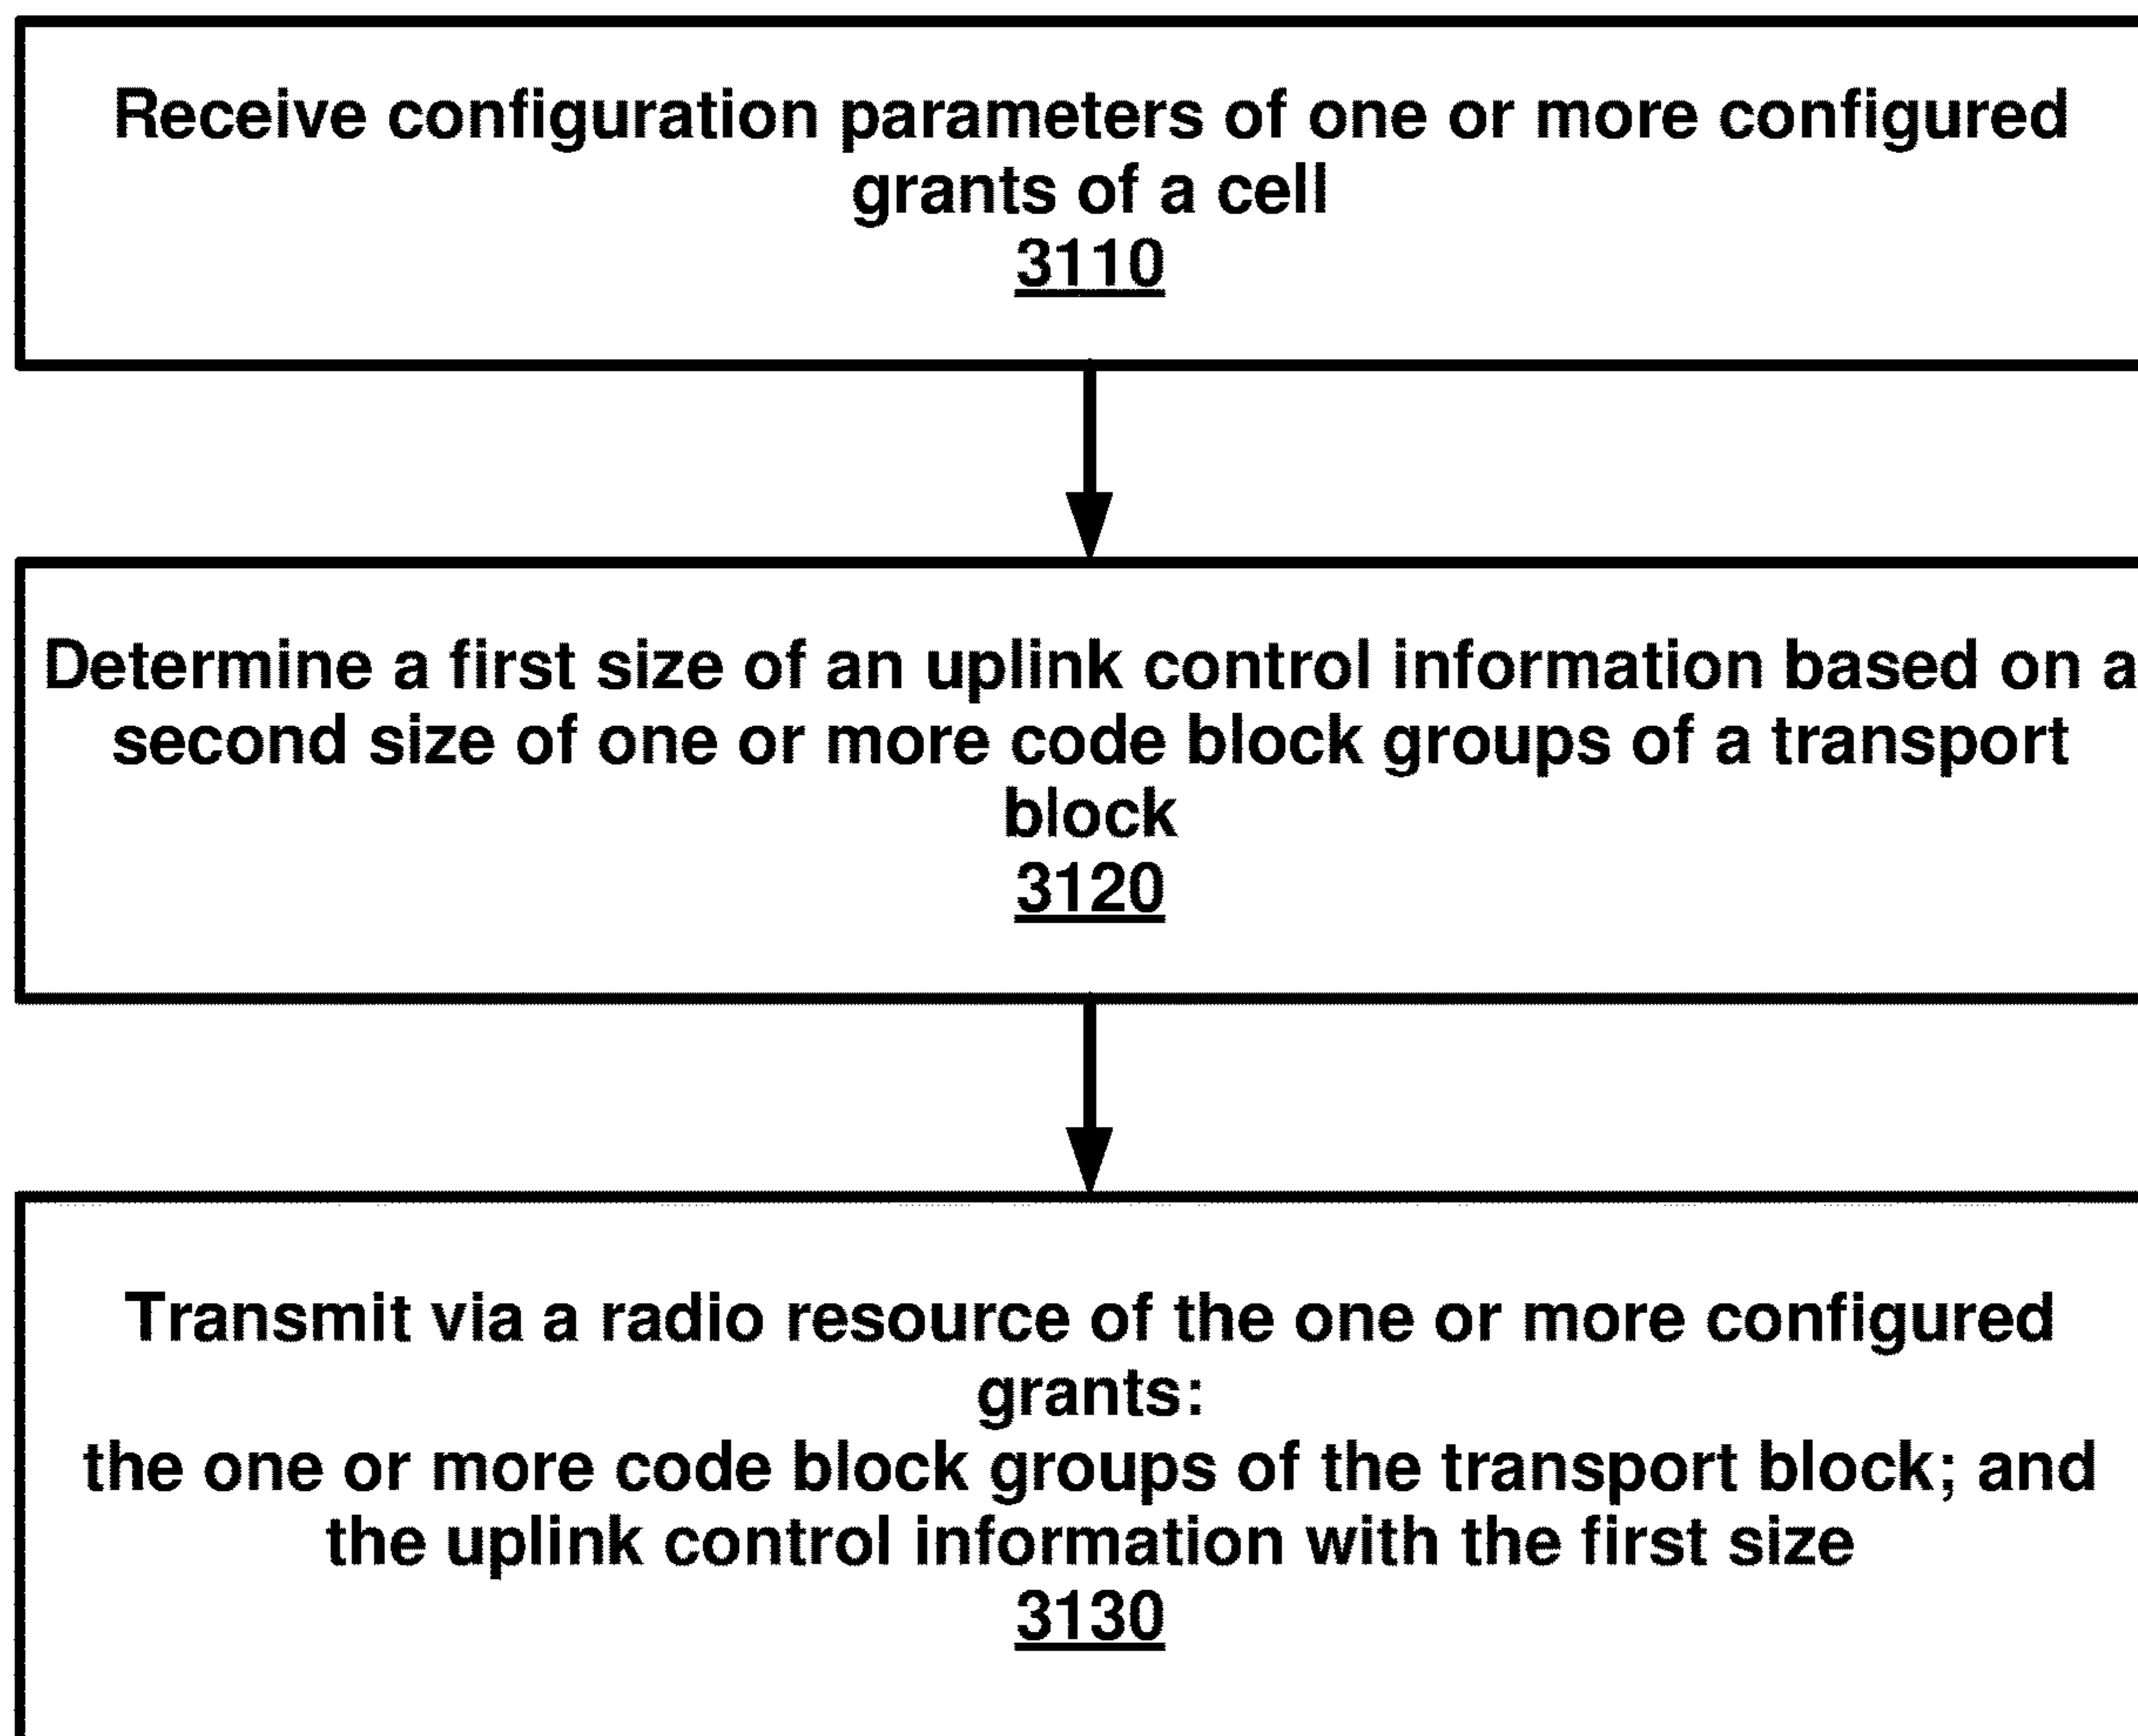 Receive configuration parameters of one or more configured
grants of a cell
3110
Determine a first size of an uplink control information based on a
second size of one or more code block groups of a transport
block
3120
Transmit via a radio resource of the one or more configured
grants:
the one or more code block groups of the transport block; and
the uplink control information with the first size
3130